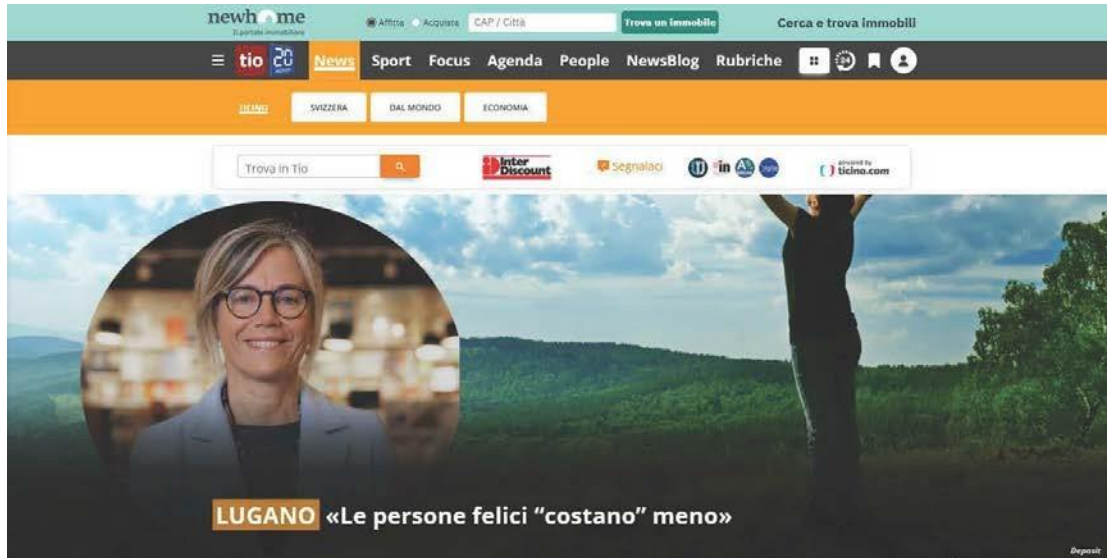 newhome
Il portale immobiliare
Affitta Acquista CAP / Città Trova un immobile Cerca e trova immobili
tio 20 News Sport Focus Agenda People NewsBlog Rubriche 24
TICINO SVIZZERA DAL MONDO ECONOMIA
Trova in Tio Inter Discount Segnalaci in powered by ticino.com
LUGANO «Le persone felici “costano” meno»
Deposit